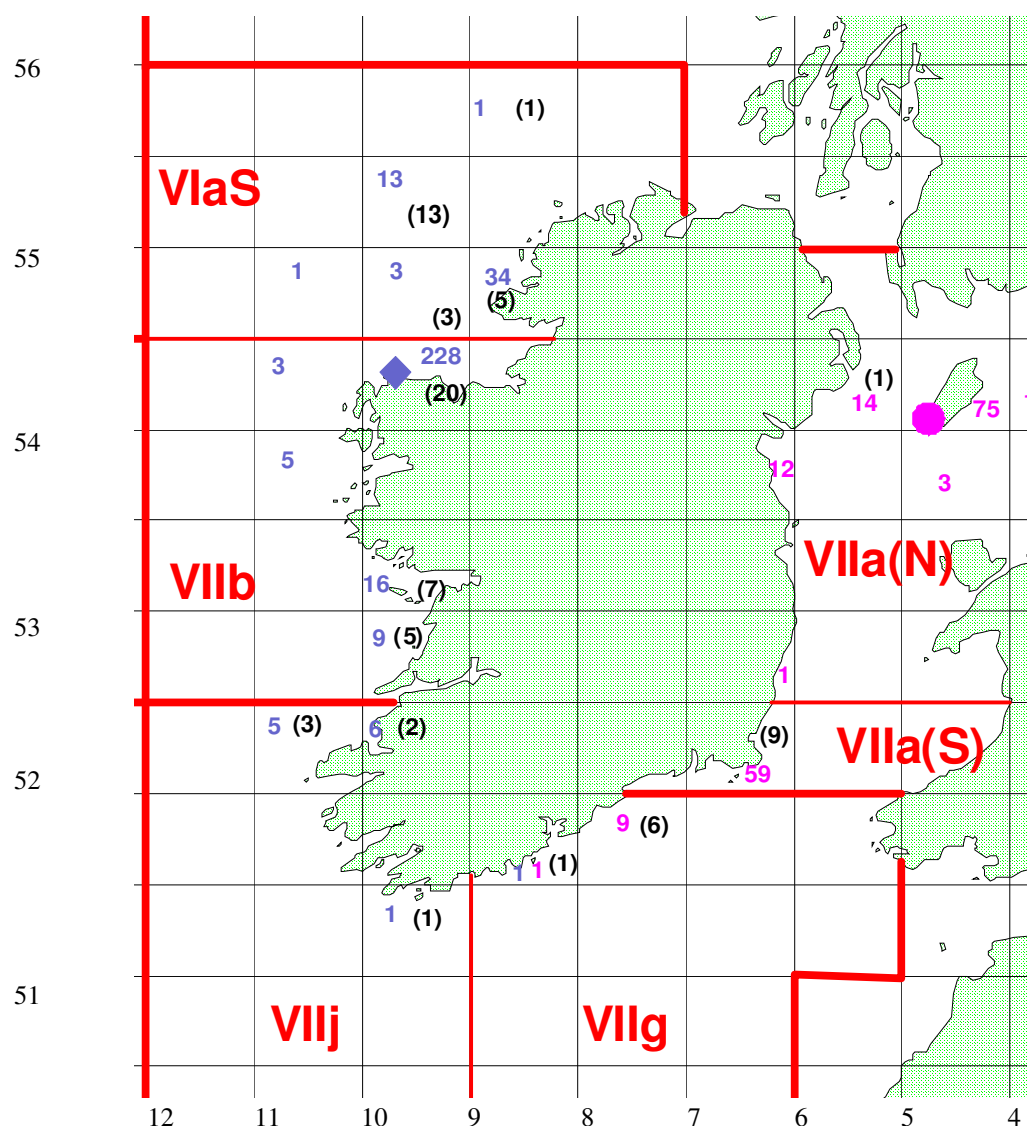 56
1 (1)
13
VIaS
(13)
55
1 3 34
(5)
(3)
228
3
(20) (1)
14 75
54
5 12
3
VIIa(N)
VIIb 16 (7)
53
9 (5)
1
5 (3) 6 (2) (9)
VIIa(S)
52 59
9 (6)
1 1 (1)
1 (1)
51
VIIj VIIg
12 11 10 9 8 7 6 5 4